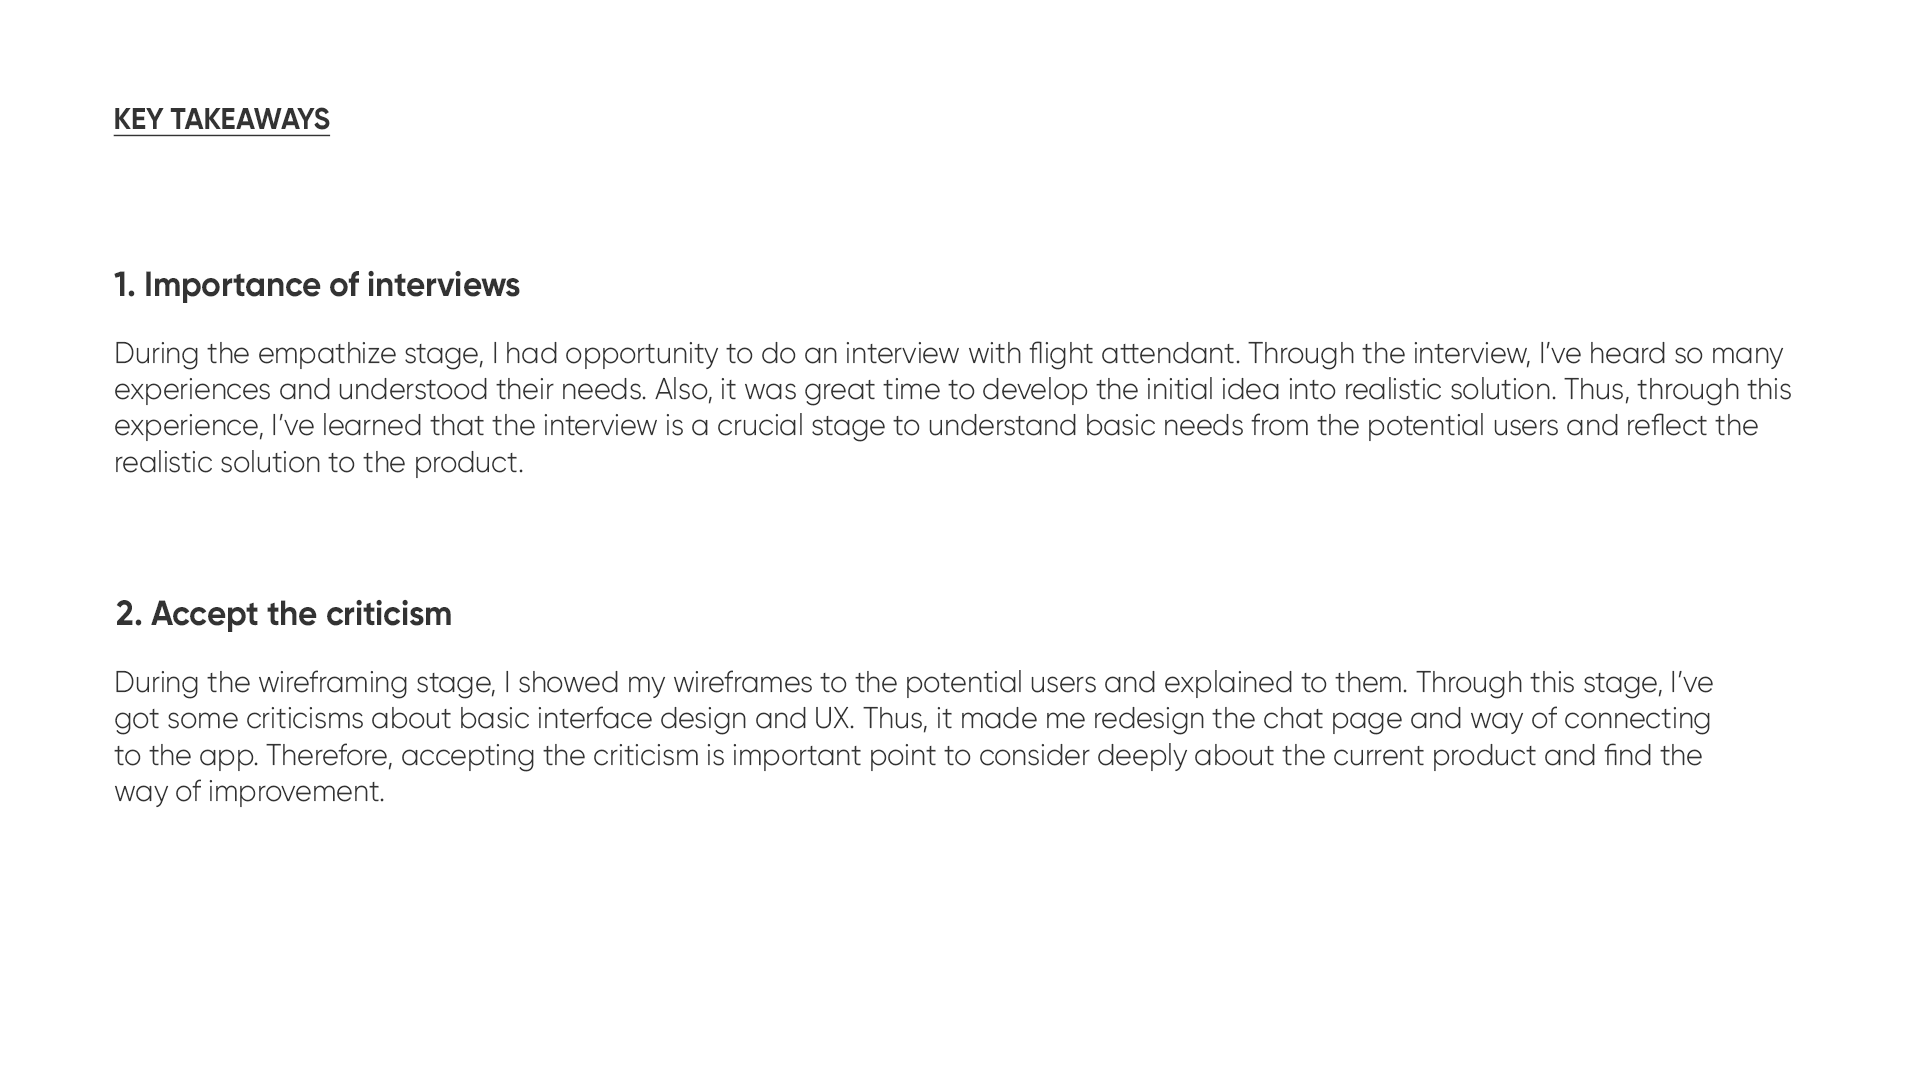 KEY TAKEAWAYS
1. Importance of interviews
During the empathize stage, I had opportunity to do an interview with flight attendant. Through the interview, I’ve heard so many
experiences and understood their needs. Also, it was great time to develop the initial idea into realistic solution. Thus, through this
experience, I’ve learned that the interview is a crucial stage to understand basic needs from the potential users and reflect the
realistic solution to the product.
2. Accept the criticism
During the wireframing stage, I showed my wireframes to the potential users and explained to them. Through this stage, I’ve
got some criticisms about basic interface design and UX. Thus, it made me redesign the chat page and way of connecting
to the app. Therefore, accepting the criticism is important point to consider deeply about the current product and find the
way of improvement.